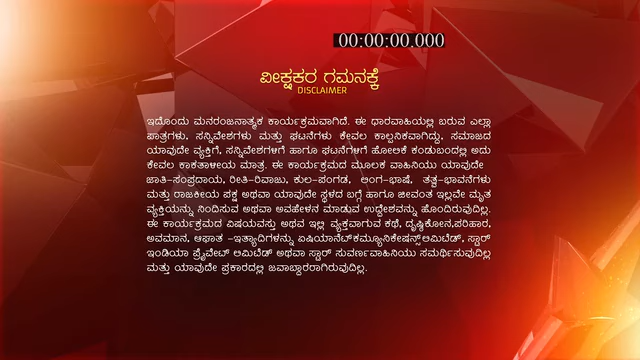 00:00:00.000
ವೀಕ್ಷಕರ ಗಮನಕ್ಕೆ
DISCLAIMER
ಇದೊಂದು ಮನರಂಜನಾತ್ಮಕ ಕಾರ್ಯಕ್ರಮವಾಗಿದೆ. ಈ ಧಾರವಾಹಿಯಲ್ಲಿ ಬರುವ ಎಲ್ಲಾ
ಪಾತ್ರಗಳು, ಸನ್ನಿವೇಶಗಳು ಮತ್ತು ಘಟನೆಗಳು ಕೇವಲ ಕಾಲ್ಪನಿಕವಾಗಿದ್ದು, ಸಮಾಜದ
ಯಾವುದೇ ವ್ಯಕ್ತಿಗೆ, ಸನ್ನಿವೇಶಗಳಿಗೆ ಹಾಗೂ ಘಟನೆಗಳಿಗೆ ಹೋಲಿಕೆ ಕಂಡುಬಂದಲ್ಲಿ ಅದು
ಕೇವಲ ಕಾಕತಾಳೀಯ ಮಾತ್ರ. ಈ ಕಾರ್ಯಕ್ರಮದ ಮೂಲಕ ವಾಹಿನಿಯು ಯಾವುದೇ
ಜಾತಿ-ಸಂಪ್ರದಾಯ, ರೀತಿ-ರಿವಾಜು, ಕುಲ-ಪಂಗಡ, ಲಿಂಗ-ಭಾಷೆ, ತತ್ವ-ಭಾವನೆಗಳು
ಮತ್ತು ರಾಜಕೀಯ ಪಕ್ಷ ಅಥವಾ ಯಾವುದೇ ಸ್ಥಳದ ಬಗ್ಗೆ ಹಾಗೂ ಜೀವಂತ ಇಲ್ಲವೇ ಮೃತ
ವ್ಯಕ್ತಿಯನ್ನು ನಿಂದಿಸುವ ಅಥವಾ ಅವಹೇಳನ ಮಾಡುವ ಉದ್ದೇಶವನ್ನು ಹೊಂದಿರುವುದಿಲ್ಲ.
ಈ ಕಾರ್ಯಕ್ರಮದ ವಿಷಯವಸ್ತು ಅಥವ ಇಲ್ಲಿ ವ್ಯಕ್ತವಾಗುವ ಕಥೆ, ದೃಷ್ಠಿಕೋನ,ಪರಿಹಾರ,
ಅವಮಾನ, ಆಘಾತ -ಇತ್ಯಾದಿಗಳನ್ನು ಏಷಿಯಾನೆಟ್‌ಕಮ್ಯೂನಿಕೇಷನ್ಸ್‌ಲಿಮಿಟೆಡ್, ಸ್ಟಾರ್
ಇಂಡಿಯಾ ಪ್ರೈವೇಟ್ ಲಿಮಿಟೆಡ್ ಅಥವಾ ಸ್ಟಾರ್ ಸುವರ್ಣವಾಹಿನಿಯು ಸಮರ್ಥಿಸುವುದಿಲ್ಲ
ಮತ್ತು ಯಾವುದೇ ಪ್ರಕಾರದಲ್ಲಿ ಜವಾಬ್ದಾರರಾಗಿರುವುದಿಲ್ಲ.